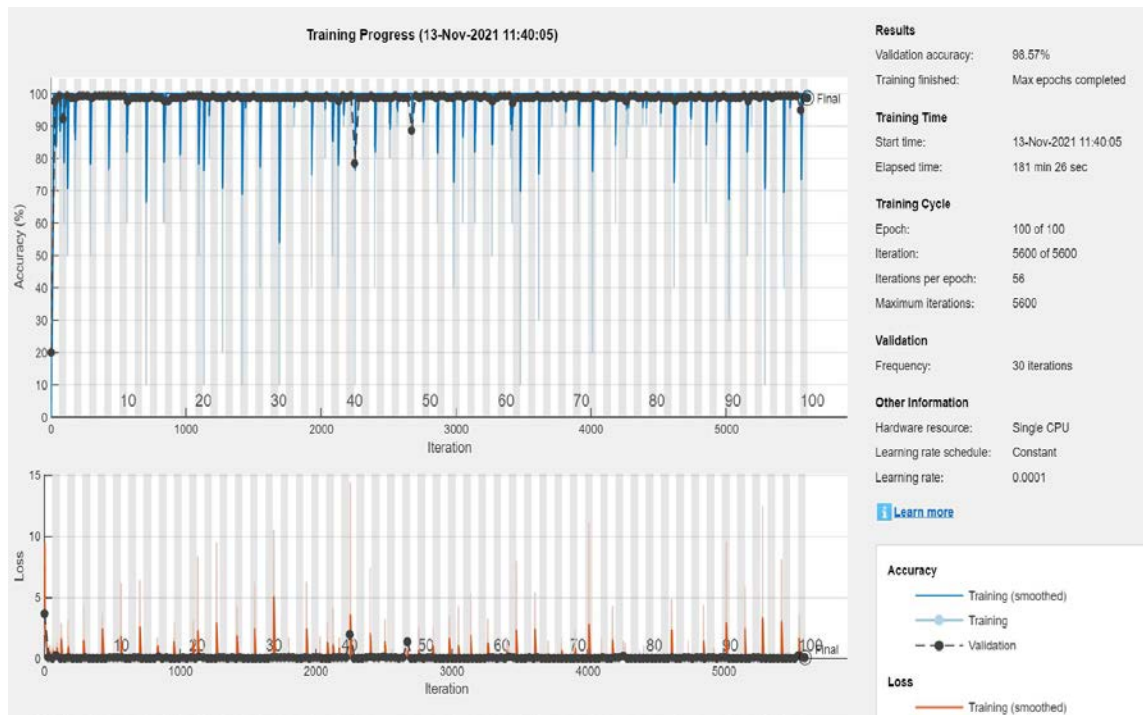 Training Progress (13-Nov-2021 11:40:05)
Accuracy (%)
100
90
80
70
60
50
40
30
20
10
0
Final
10 20 30 40 50 60 70 80 90 100
0 1000 2000 3000 4000 5000
Iteration
Loss
15
10
5
0
Final
10 20 30 40 50 60 70 80 90 100
0 1000 2000 3000 4000 5000
Iteration
Results
Validation accuracy: 98.57%
Training finished: Max epochs completed
Training Time
Start time: 13-Nov-2021 11:40:05
Elapsed time: 181 min 26 sec
Training Cycle
Epoch: 100 of 100
Iteration: 5600 of 5600
Iterations per epoch: 56
Maximum iterations: 5600
Validation
Frequency: 30 iterations
Other Information
Hardware resource: Single CPU
Learning rate schedule: Constant
Learning rate: 0.0001
i Learn more
Accuracy
Training (smoothed)
Training
Validation
Loss
Training (smoothed)